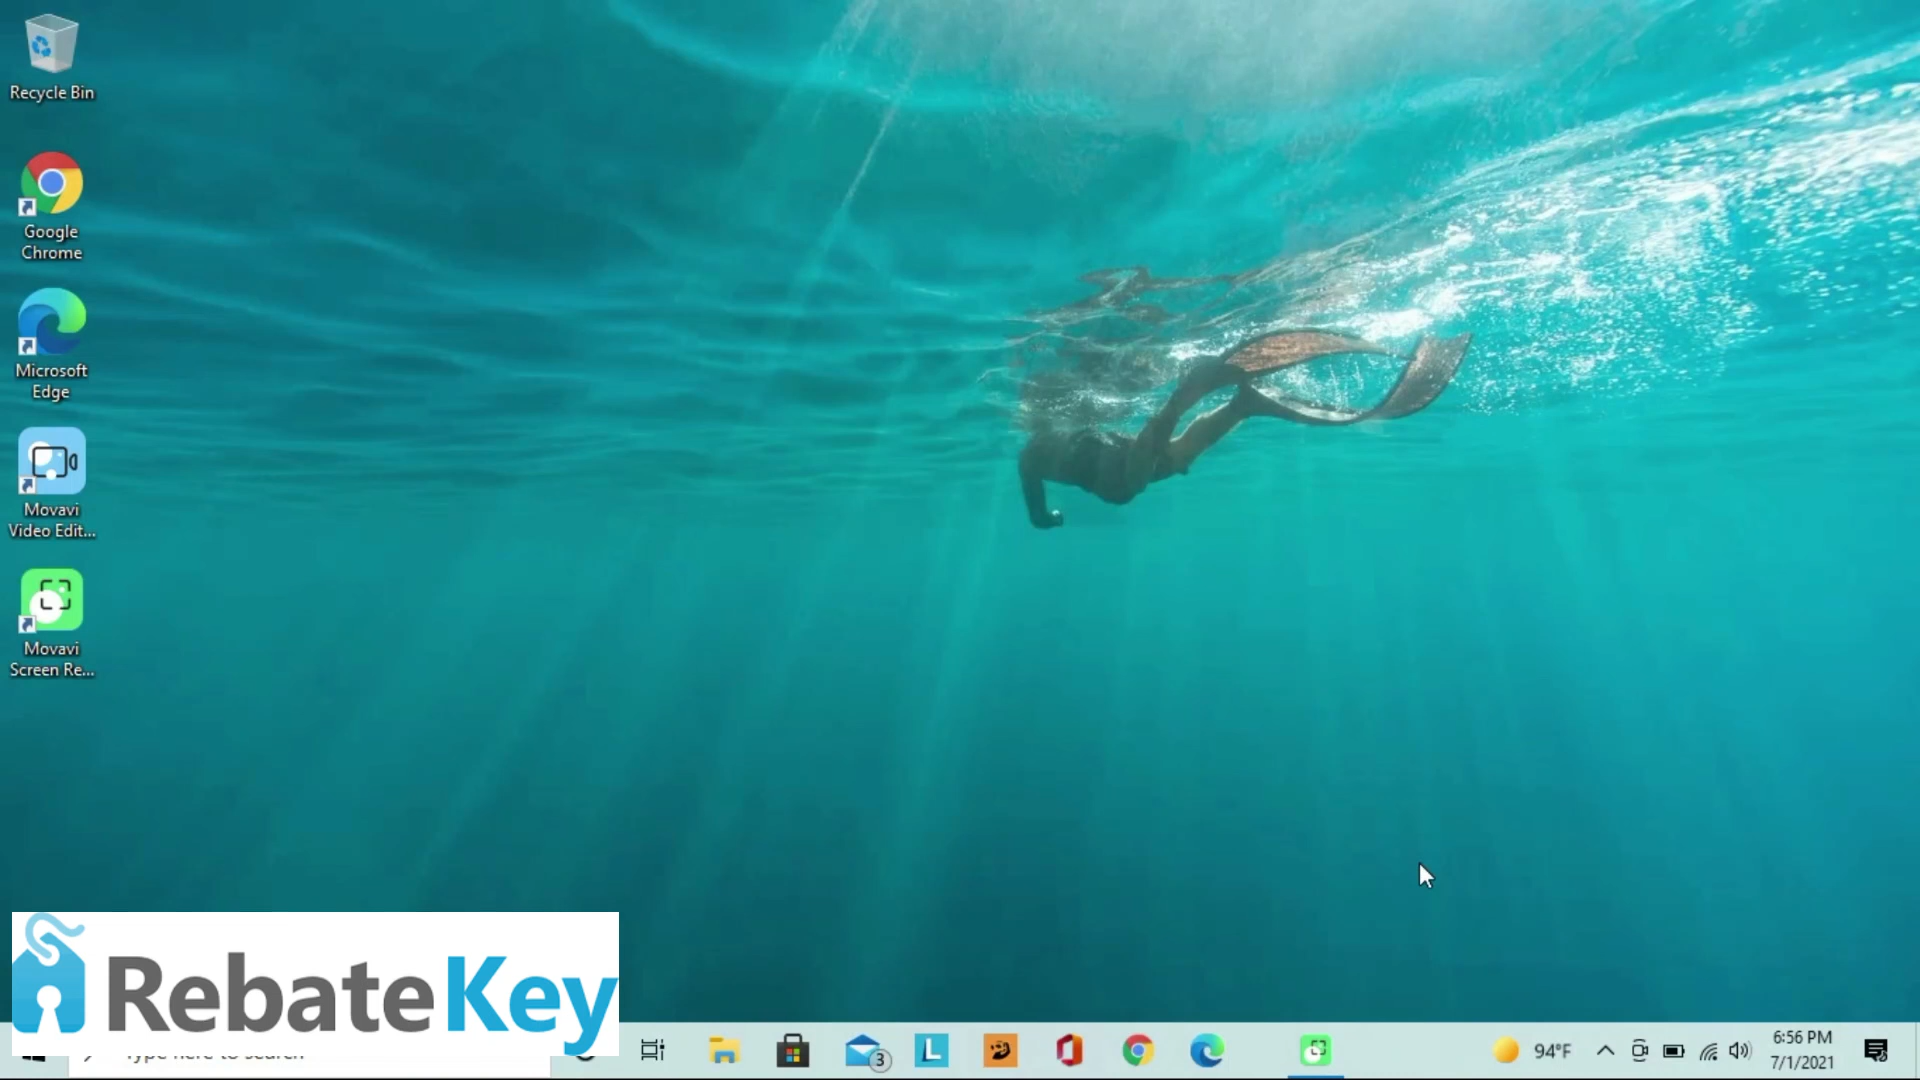 Recycle Bin
Google
Chrome
Microsoft
Edge
Movavi
Video Edit...
Movavi
Screen Re...
RebateKey
Type here to search
3
L
94°F
6:56 PM
7/1/2021